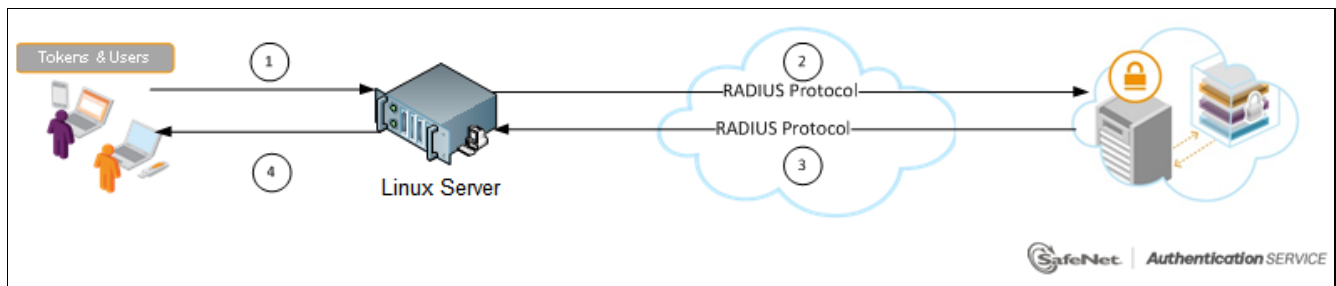 Tokens & Users
1
2
RADIUS Protocol
RADIUS Protocol
3
4
Linux Server
SafeNet. Authentication SERVICE